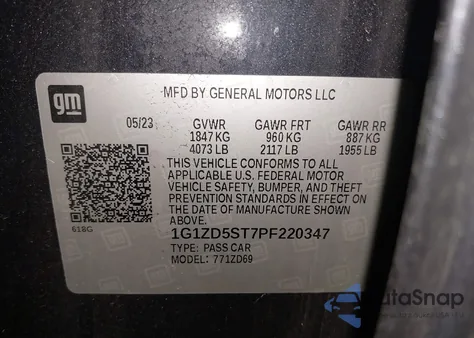 gm
MFD BY GENERAL MOTORS LLC
05/23 GVWR GAWR FRT GAWR RR
1847 KG 960 KG 887 KG
4073 LB 2117 LB 1955 LB
THIS VEHICLE CONFORMS TO ALL
APPLICABLE U.S. FEDERAL MOTOR
VEHICLE SAFETY, BUMPER, AND THEFT
PREVENTION STANDARDS IN EFFECT ON
THE DATE OF MANUFACTURE SHOWN
ABOVE.
618G
1G1ZD5ST7PF220347
TYPE: PASS CAR
MODEL: 771ZD69
DataSnap